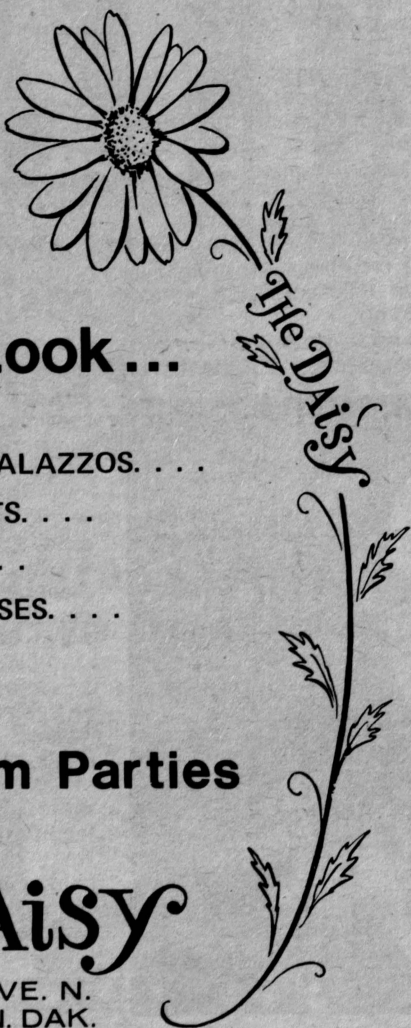 The DAisy
ook...
ALAZZOS. . . .
TS. . . .
. .
SES. . . .
m Parties
AisY
VE. N.
DAK.